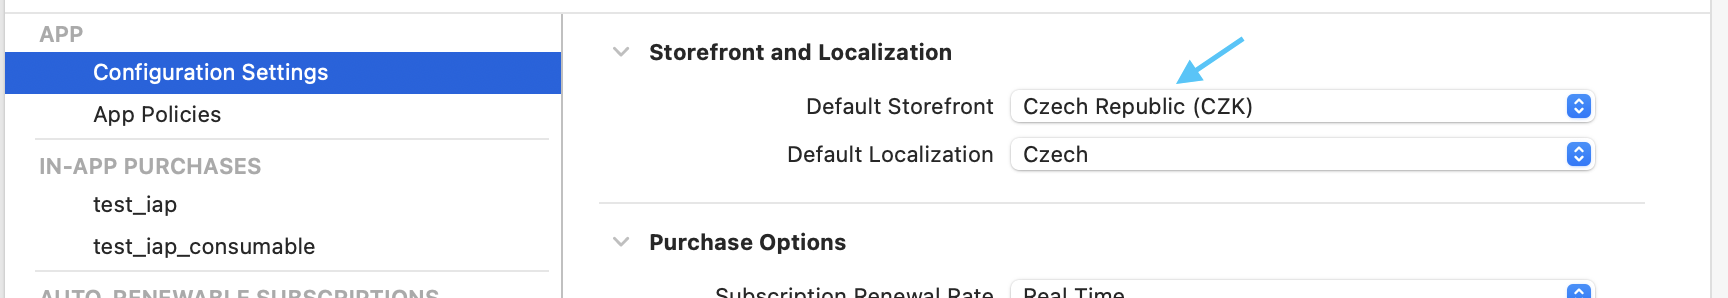 APP
Configuration Settings
App Policies
IN-APP PURCHASES
test_iap
test_iap_consumable
AUTO-RENEWABLE SUBSCRIPTIONS
Storefront and Localization
Default Storefront Czech Republic (CZK)
Default Localization Czech
Purchase Options
Subscription Renewal Rate Real Time